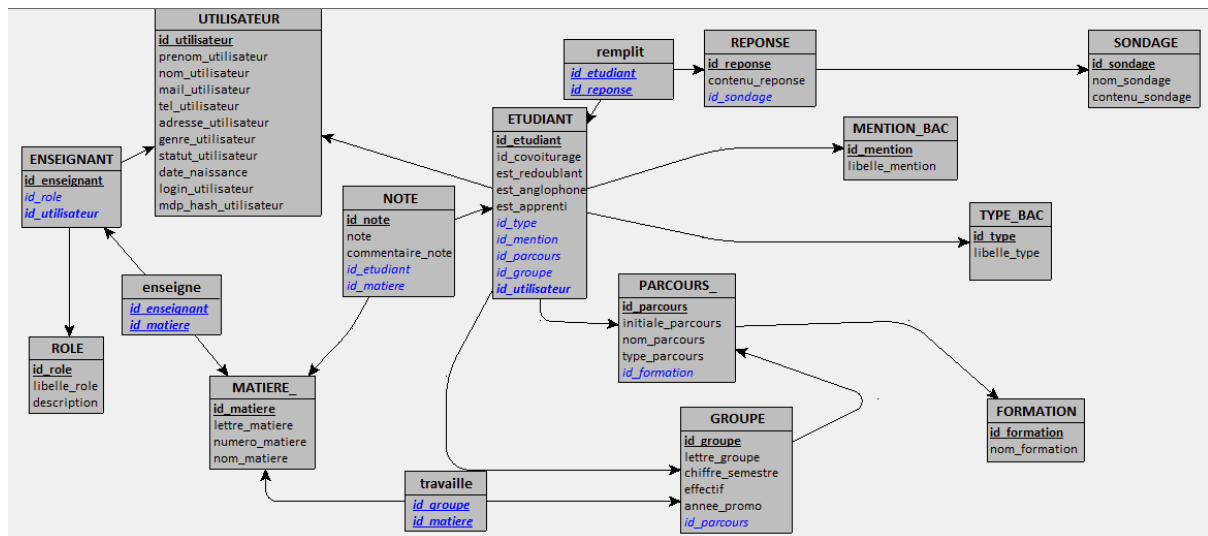 UTILISATEUR
id_utilisateur
prenom_utilisateur
nom_utilisateur
mail_utilisateur
tel_utilisateur
adresse_utilisateur
genre_utilisateur
statut_utilisateur
date_naissance
login_utilisateur
mdp_hash_utilisateur
remplit
id_etudiant
id_reponse
REPONSE
id_reponse
contenu_reponse
id_sondage
SONDAGE
id_sondage
nom_sondage
contenu_sondage
ENSEIGNANT
id_enseignant
id_role
id_utilisateur
ETUDIANT
id_etudiant
id_covoiturage
est_redoublant
est_anglophone
est_apprenti
id_type
id_mention
id_parcours
id_groupe
id_utilisateur
MENTION_BAC
id_mention
libelle_mention
NOTE
id_note
note
commentaire_note
id_etudiant
id_matiere
TYPE_BAC
id_type
libelle_type
enseigne
id_enseignant
id_matiere
PARCOURS_
id_parcours
initiale_parcours
nom_parcours
type_parcours
id_formation
ROLE
id_role
libelle_role
description
MATIERE_
id_matiere
lettre_matiere
numero_matiere
nom_matiere
GROUPE
id_groupe
lettre_groupe
chiffre_semestre
effectif
annee_promo
id_parcours
FORMATION
id_formation
nom_formation
travaille
id_groupe
id_matiere